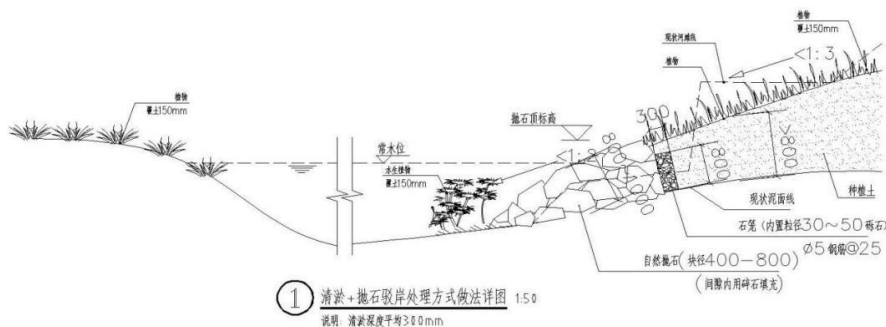 植物
覆土150mm
现状河塘线
<1:3
植物
植物
覆土150mm
抛石顶标高
300
常水位
<1:
800
>800
水生植物
覆土150mm
现状泥面线
种植土
石笼(内置粒径30~50砾石)
Ø5钢筋@25
自然抛石(块径400-800)
(间隙内用碎石填充)
1
清淤+抛石驳岸处理方式做法详图 1:50
说明: 清淤深度平均300mm